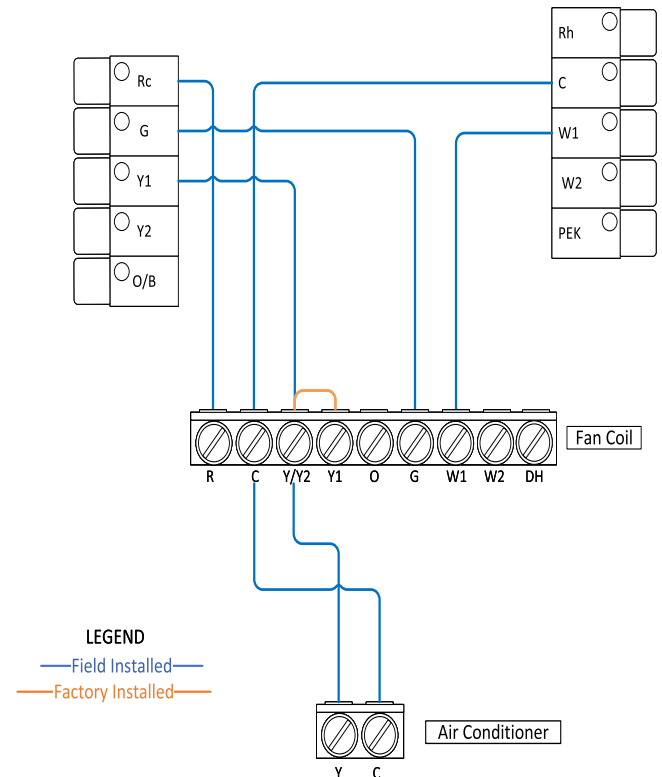 Rc
G
Y1
Y2
O/B
Rh
C
W1
W2
PEK
Fan Coil
R C Y/Y2 Y1 O G W1 W2 DH
LEGEND
Field Installed
Factory Installed
Air Conditioner
Y C